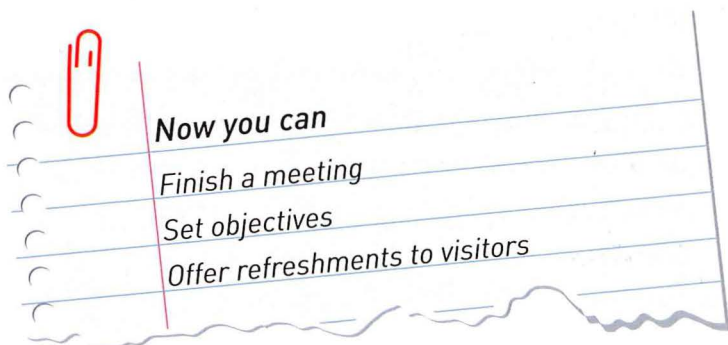 Now you can
Finish a meeting
Set objectives
Offer refreshments to visitors